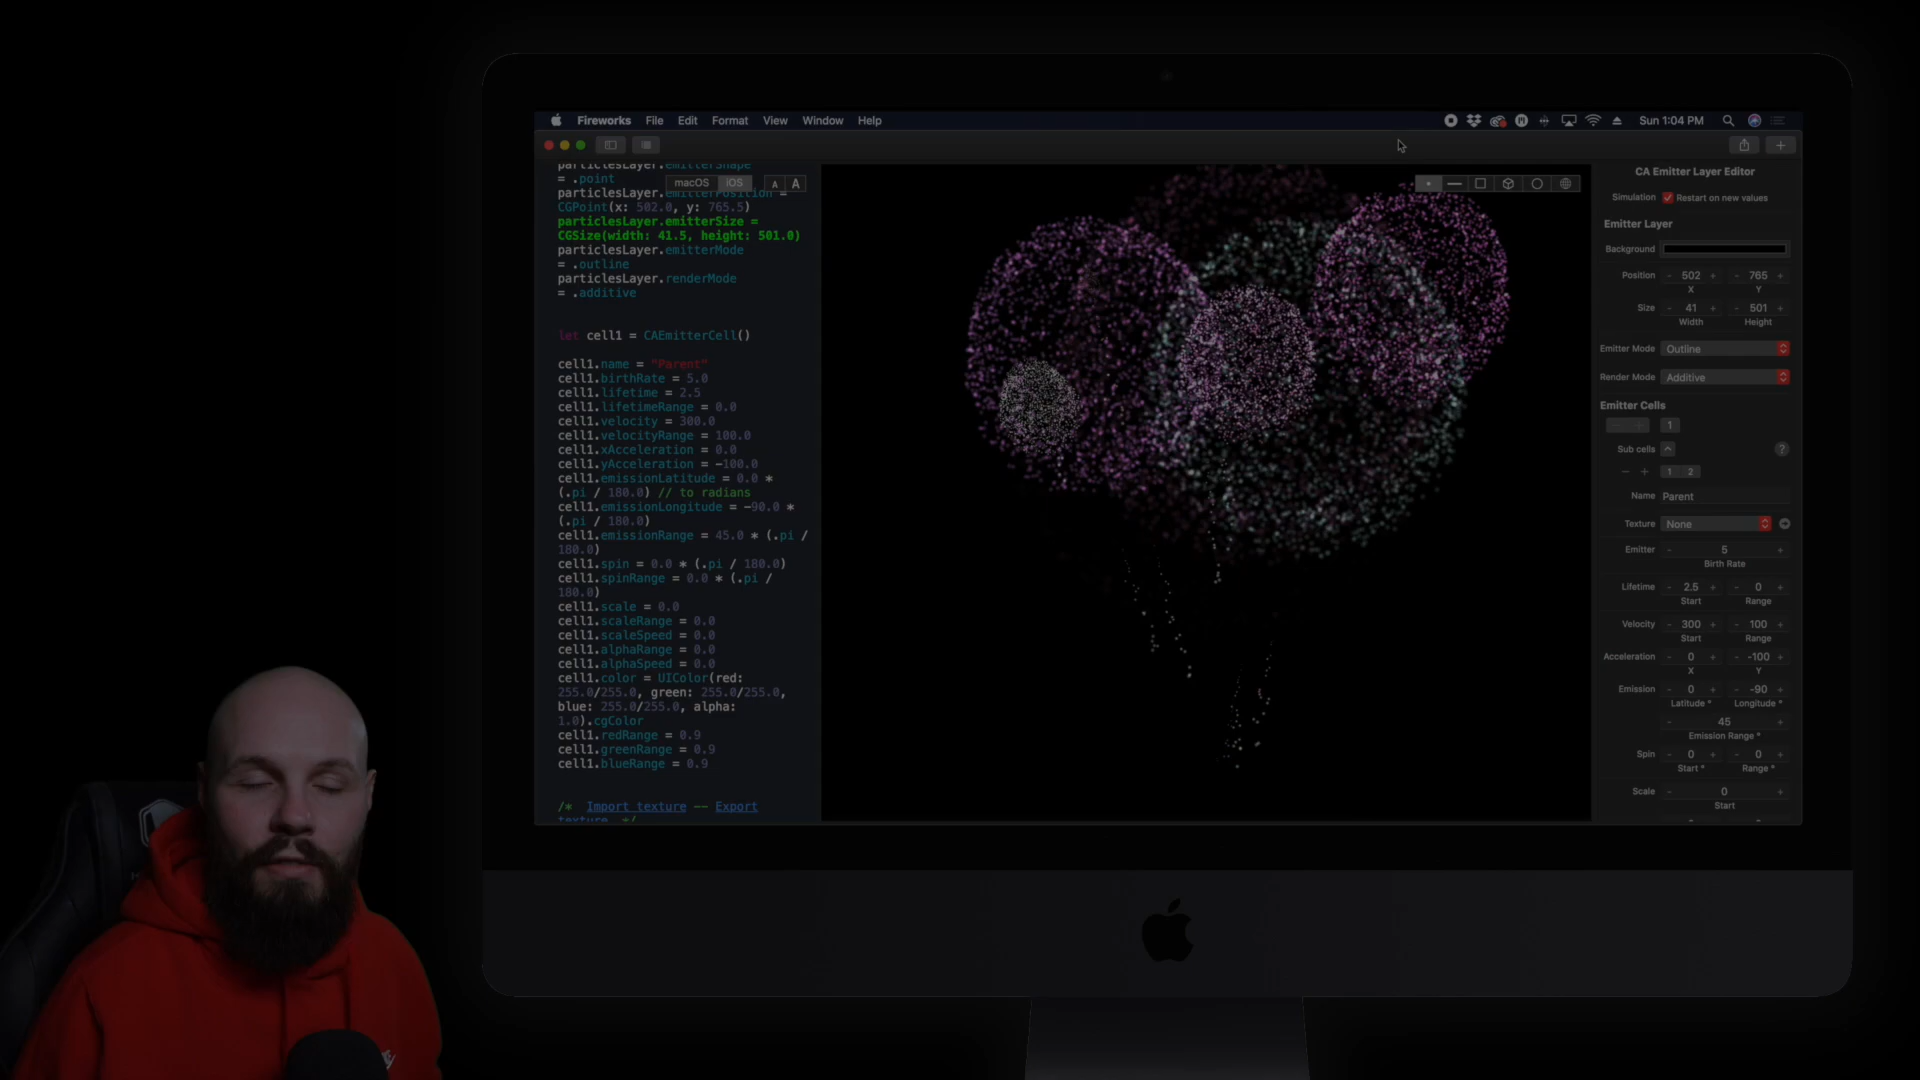 Fireworks File Edit Format View Window Help
Sun 1:04 PM
macOS iOS A A
particlesLayer.emitterShape
= .point
particlesLayer.emitterPosition =
CGPoint(x: 502.0, y: 765.5)
particlesLayer.emitterSize =
CGSize(width: 41.5, height: 501.0)
particlesLayer.emitterMode
= .outline
particlesLayer.renderMode
= .additive
let cell1 = CAEmitterCell()
cell1.name = "Parent"
cell1.birthRate = 5.0
cell1.lifetime = 2.5
cell1.lifetimeRange = 0.0
cell1.velocity = 300.0
cell1.velocityRange = 100.0
cell1.xAcceleration = 0.0
cell1.yAcceleration = -100.0
cell1.emissionLatitude = 0.0 *
(.pi / 180.0) // to radians
cell1.emissionLongitude = -90.0 *
(.pi / 180.0)
cell1.emissionRange = 45.0 * (.pi /
180.0)
cell1.spin = 0.0 * (.pi / 180.0)
cell1.spinRange = 0.0 * (.pi /
180.0)
cell1.scale = 0.0
cell1.scaleRange = 0.0
cell1.scaleSpeed = 0.0
cell1.alphaRange = 0.0
cell1.alphaSpeed = 0.0
cell1.color = UIColor(red:
255.0/255.0, green: 255.0/255.0,
blue: 255.0/255.0, alpha:
1.0).cgColor
cell1.redRange = 0.9
cell1.greenRange = 0.9
cell1.blueRange = 0.9
/* Import texture -- Export
texture */
CA Emitter Layer Editor
Simulation Restart on new values
Emitter Layer
Background
Position - 502 + - 765 +
X Y
Size - 41 + - 501 +
Width Height
Emitter Mode Outline
Render Mode Additive
Emitter Cells
- + 1
Sub cells ?
- + 1 2
Name Parent
Texture None
Emitter - 5 +
Birth Rate
Lifetime - 2.5 + - 0 +
Start Range
Velocity - 300 + - 100 +
Start Range
Acceleration - 0 + - -100 +
X Y
Emission - 0 + - -90 +
Latitude ° Longitude °
- 45 +
Emission Range °
Spin - 0 + - 0 +
Start ° Range °
Scale - 0 +
Start